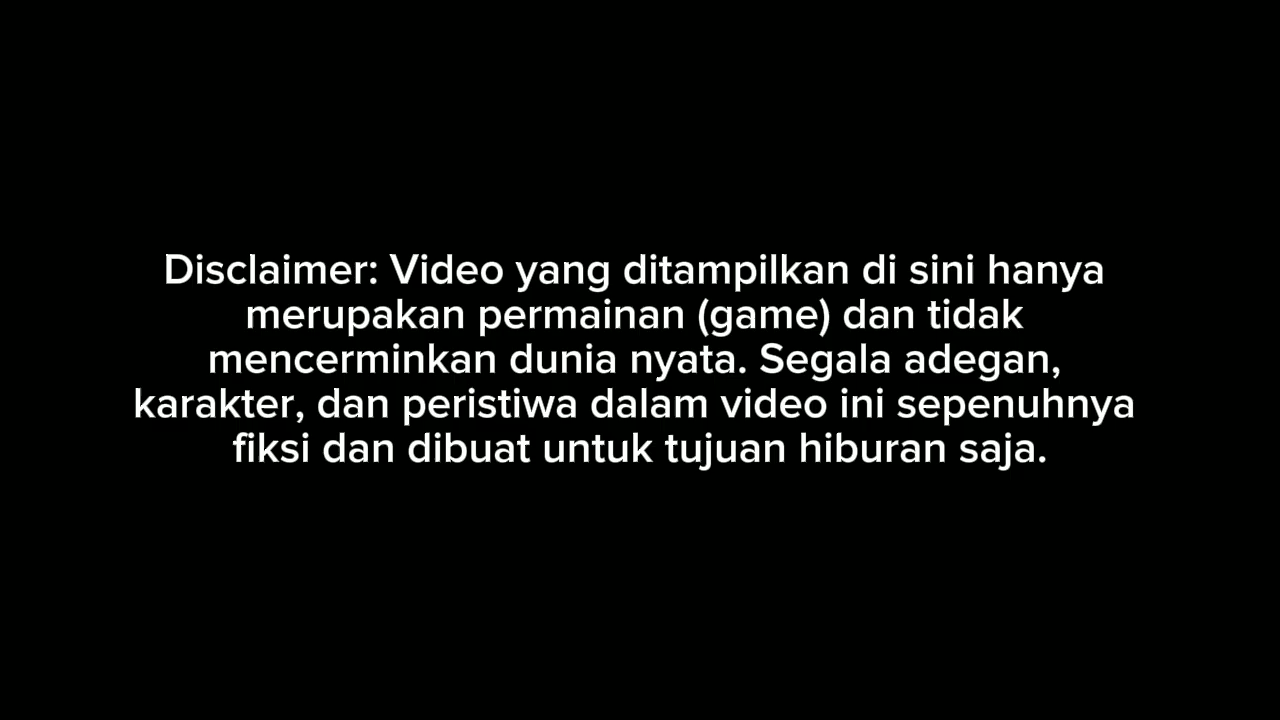 Disclaimer: Video yang ditampilkan di sini hanya
merupakan permainan (game) dan tidak
mencerminkan dunia nyata. Segala adegan,
karakter, dan peristiwa dalam video ini sepenuhnya
fiksi dan dibuat untuk tujuan hiburan saja.